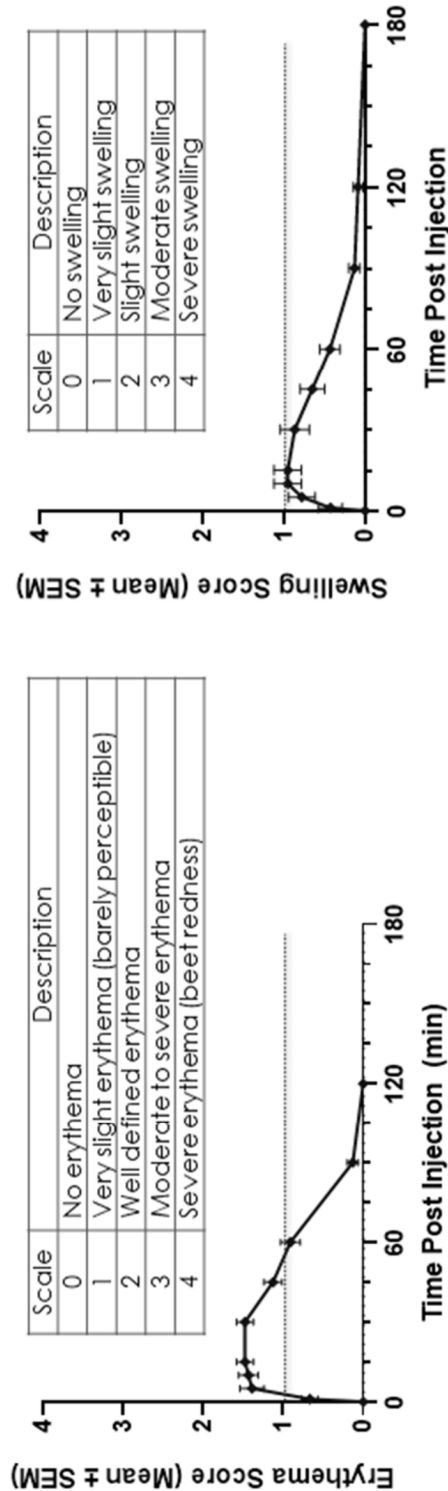 Erythema Score (Mean ± SEM)
4
3
2
1
0
Scale Description
0 No erythema
1 Very slight erythema (barely perceptible)
2 Well defined erythema
3 Moderate to severe erythema
4 Severe erythema (beet redness)
0 60 120 180
Time Post Injection (min)
Swelling Score (Mean ± SEM)
4
3
2
1
0
Scale Description
0 No swelling
1 Very slight swelling
2 Slight swelling
3 Moderate swelling
4 Severe swelling
0 60 120 180
Time Post Injection